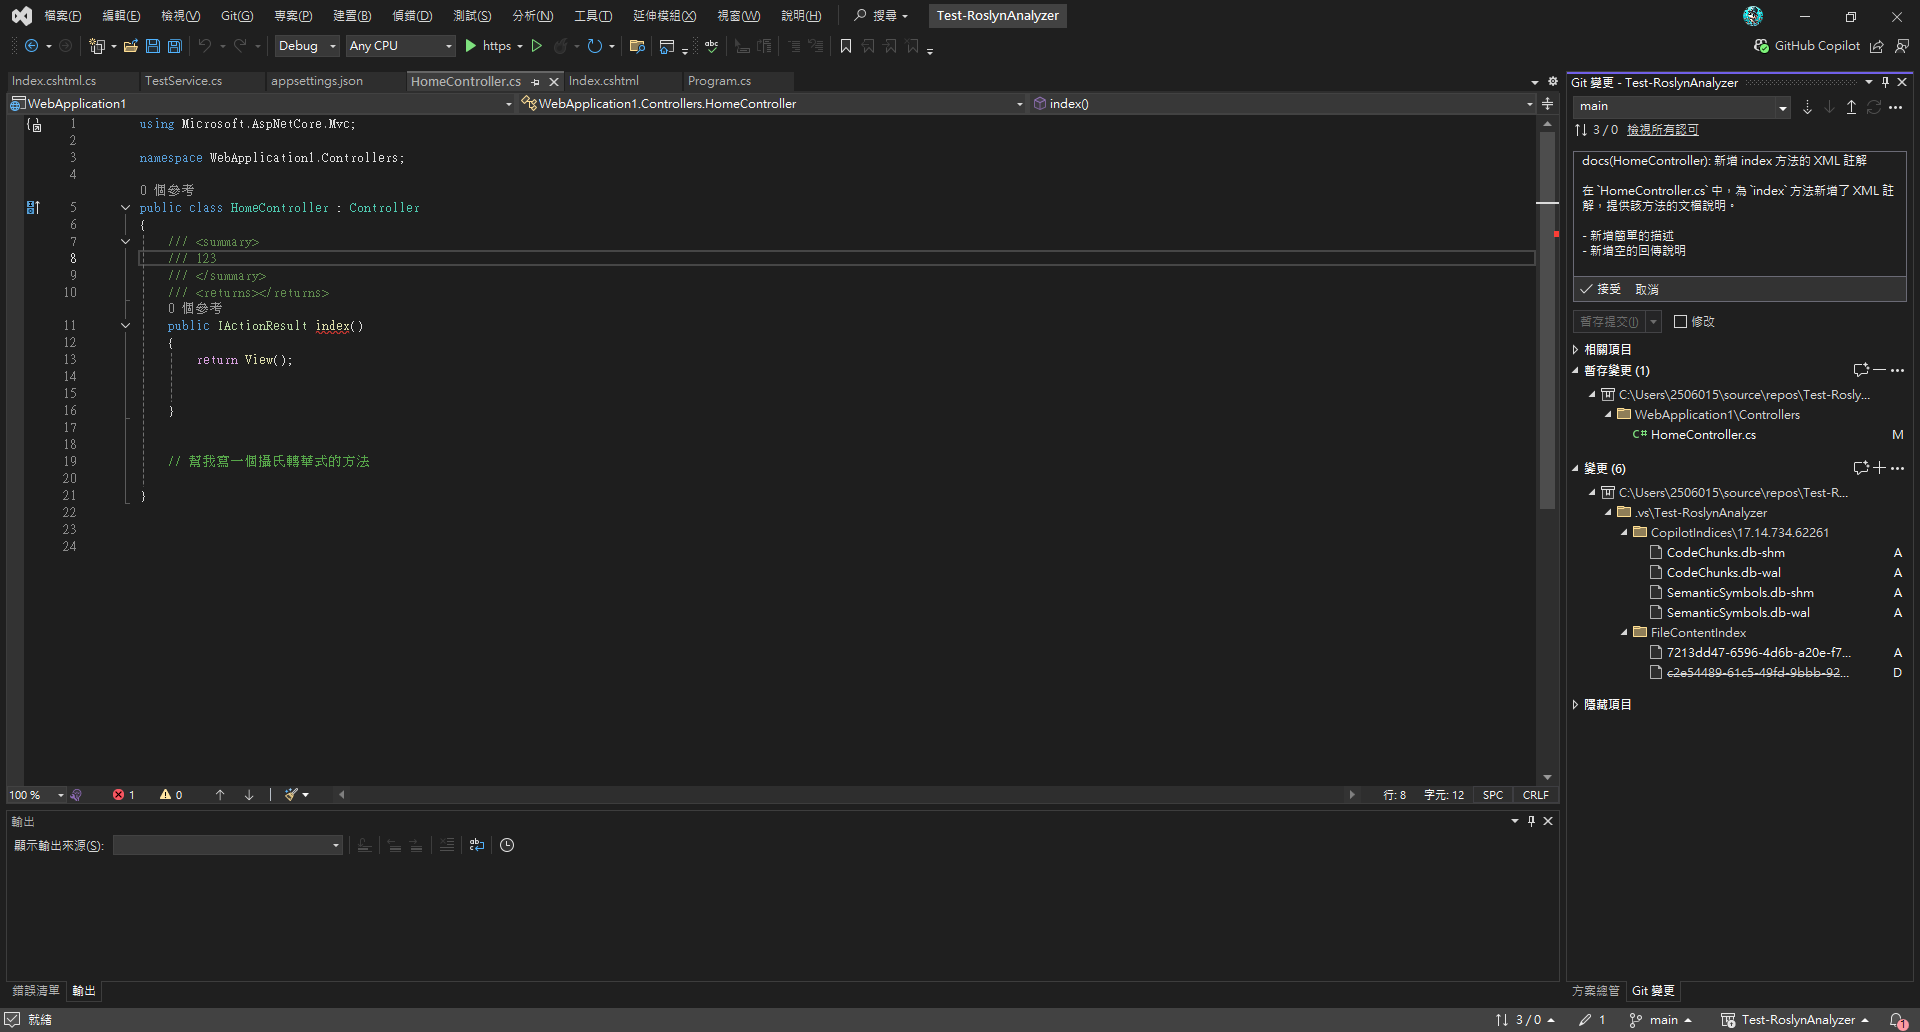 檔案(F) 編輯(E) 檢視(V) Git(G) 專案(P) 建置(B) 偵錯(D) 測試(S) 分析(N) 工具(T) 延伸模組(X) 視窗(W) 說明(H) 搜尋 Test-RoslynAnalyzer
Debug Any CPU https GitHub Copilot
Index.cshtml.cs TestService.cs appsettings.json HomeController.cs Index.cshtml Program.cs
WebApplication1 WebApplication1.Controllers.HomeController index()
1 using Microsoft.AspNetCore.Mvc;
2
3 namespace WebApplication1.Controllers;
4
0 個參考
5 public class HomeController : Controller
6 {
7 /// <summary>
8 /// 123
9 /// </summary>
10 /// <returns></returns>
0 個參考
11 public IActionResult index()
12 {
13 return View();
14
15
16 }
17
18
19 // 幫我寫一個攝氏轉華式的方法
20
21 }
22
23
24
100 % 1 0 行: 8 字元: 12 SPC CRLF
輸出
顯示輸出來源(S):
錯誤清單 輸出
Git 變更 - Test-RoslynAnalyzer
main
3 / 0 檢視所有認可
docs(HomeController): 新增 index 方法的 XML 註解
在 `HomeController.cs` 中，為 `index` 方法新增了 XML 註
解，提供該方法的文檔說明。
- 新增簡單的描述
- 新增空的回傳說明
接受 取消
暫存提交(I) 修改
相關項目
暫存變更 (1)
C:\Users\2506015\source\repos\Test-Rosly...
WebApplication1\Controllers
C# HomeController.cs M
變更 (6)
C:\Users\2506015\source\repos\Test-R...
.vs\Test-RoslynAnalyzer
CopilotIndices\17.14.734.62261
CodeChunks.db-shm A
CodeChunks.db-wal A
SemanticSymbols.db-shm A
SemanticSymbols.db-wal A
FileContentIndex
7213dd47-6596-4d6b-a20e-f7... A
c2e54489-61c5-49fd-9bbb-92... D
隱藏項目
方案總管 Git 變更
就緒 3 / 0 1 main Test-RoslynAnalyzer 1